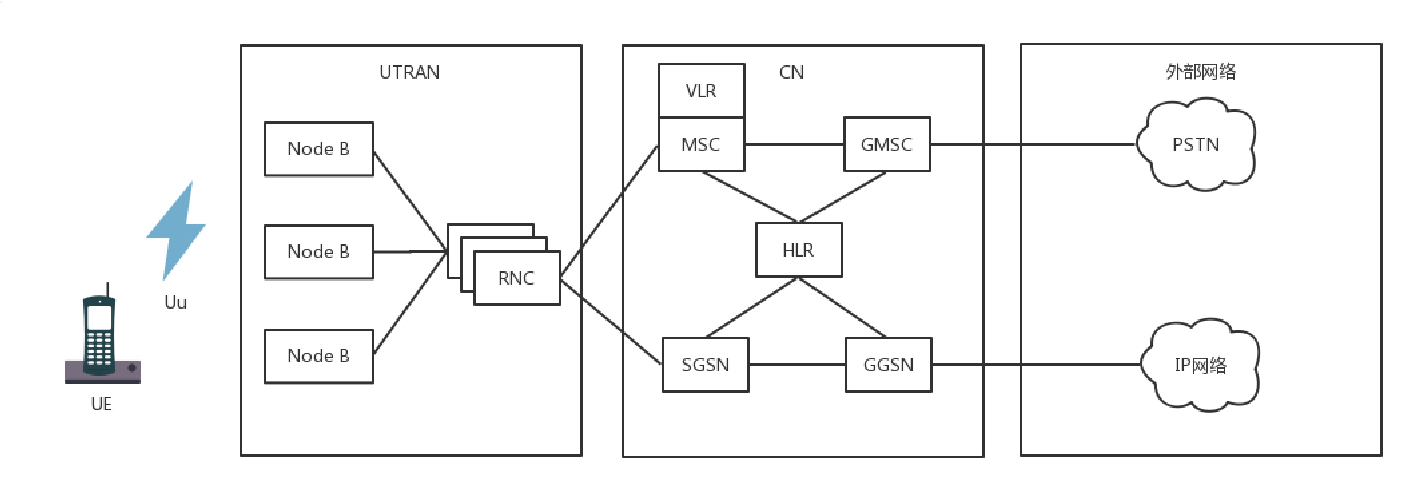 UTRAN
CN
外部网络
VLR
Node B
MSC
GMSC
PSTN
Node B
HLR
RNC
Uu
Node B
SGSN
GGSN
IP网络
UE